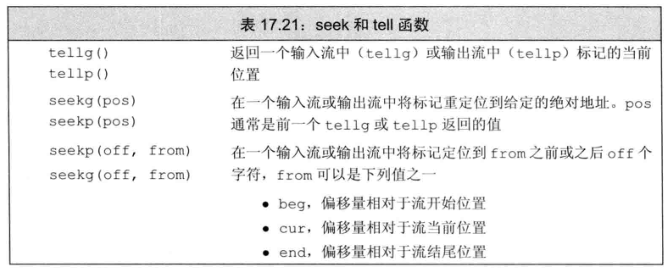 表 17.21：seek 和 tell 函数
tellg() 返回一个输入流中（tellg）或输出流中（tellp）标记的当前
tellp() 位置
seekg(pos) 在一个输入流或输出流中将标记重定位到给定的绝对地址。pos
seekp(pos) 通常是前一个 tellg 或 tellp 返回的值
seekp(off, from) 在一个输入流或输出流中将标记定位到 from 之前或之后 off 个
seekg(off, from) 字符，from 可以是下列值之一
● beg，偏移量相对于流开始位置
● cur，偏移量相对于流当前位置
● end，偏移量相对于流结尾位置